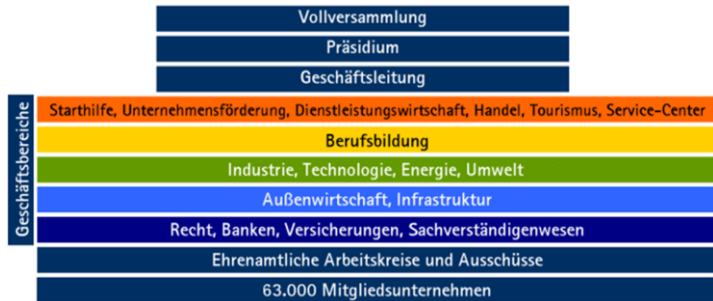 Vollversammlung
Präsidium
Geschäftsleitung
Geschäftsbereiche
Starthilfe, Unternehmensförderung, Dienstleistungswirtschaft, Handel, Tourismus, Service-Center
Berufsbildung
Industrie, Technologie, Energie, Umwelt
Außenwirtschaft, Infrastruktur
Recht, Banken, Versicherungen, Sachverständigenwesen
Ehrenamtliche Arbeitskreise und Ausschüsse
63.000 Mitgliedsunternehmen